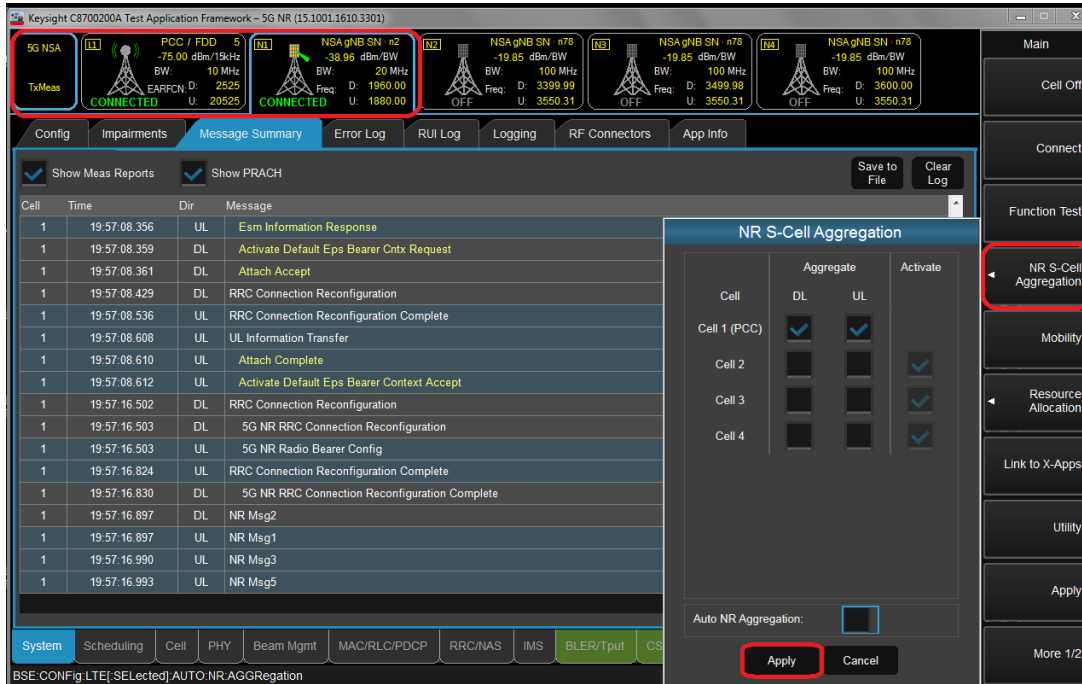 Keysight C8700200A Test Application Framework – 5G NR (15.1001.1610.3301)
5G NSA
TxMeas
L1 PCC / FDD 5
-75.00 dBm/15kHz
BW: 10 MHz
EARFCN: D: 2525
CONNECTED U: 20525
N1 NSA gNB SN n2
-38.96 dBm/BW
BW: 20 MHz
Freq: D: 1960.00
CONNECTED U: 1880.00
N2 NSA gNB SN n78
-19.85 dBm/BW
BW: 100 MHz
Freq: D: 3399.99
OFF U: 3550.31
N3 NSA gNB SN n78
-19.85 dBm/BW
BW: 100 MHz
Freq: D: 3499.98
OFF U: 3550.31
N4 NSA gNB SN n78
-19.85 dBm/BW
BW: 100 MHz
Freq: D: 3600.00
OFF U: 3550.31
Config Impairments Message Summary Error Log RUI Log Logging RF Connectors App Info
Show Meas Reports Show PRACH Save to File Clear Log
Cell Time Dir Message
1 19:57:08.356 UL Esm Information Response
1 19:57:08.359 DL Activate Default Eps Bearer Cntx Request
1 19:57:08.361 DL Attach Accept
1 19:57:08.429 DL RRC Connection Reconfiguration
1 19:57:08.536 UL RRC Connection Reconfiguration Complete
1 19:57:08.608 UL UL Information Transfer
1 19:57:08.610 UL Attach Complete
1 19:57:08.612 UL Activate Default Eps Bearer Context Accept
1 19:57:16.502 DL RRC Connection Reconfiguration
1 19:57:16.503 DL 5G NR RRC Connection Reconfiguration
1 19:57:16.503 UL 5G NR Radio Bearer Config
1 19:57:16.824 UL RRC Connection Reconfiguration Complete
1 19:57:16.830 DL 5G NR RRC Connection Reconfiguration Complete
1 19:57:16.897 DL NR Msg2
1 19:57:16.897 UL NR Msg1
1 19:57:16.990 UL NR Msg3
1 19:57:16.993 UL NR Msg5
NR S-Cell Aggregation
Aggregate Activate
Cell DL UL
Cell 1 (PCC)
Cell 2
Cell 3
Cell 4
Auto NR Aggregation:
Apply Cancel
System Scheduling Cell PHY Beam Mgmt MAC/RLC/PDCP RRC/NAS IMS BLER/Tput CS
BSE:CONFig:LTE[:SELected]:AUTO:NR:AGGRegation
Main
Cell Off
Connect
Function Test
NR S-Cell
Aggregation
Mobility
Resource
Allocation
Link to X-Apps
Utility
Apply
More 1/2